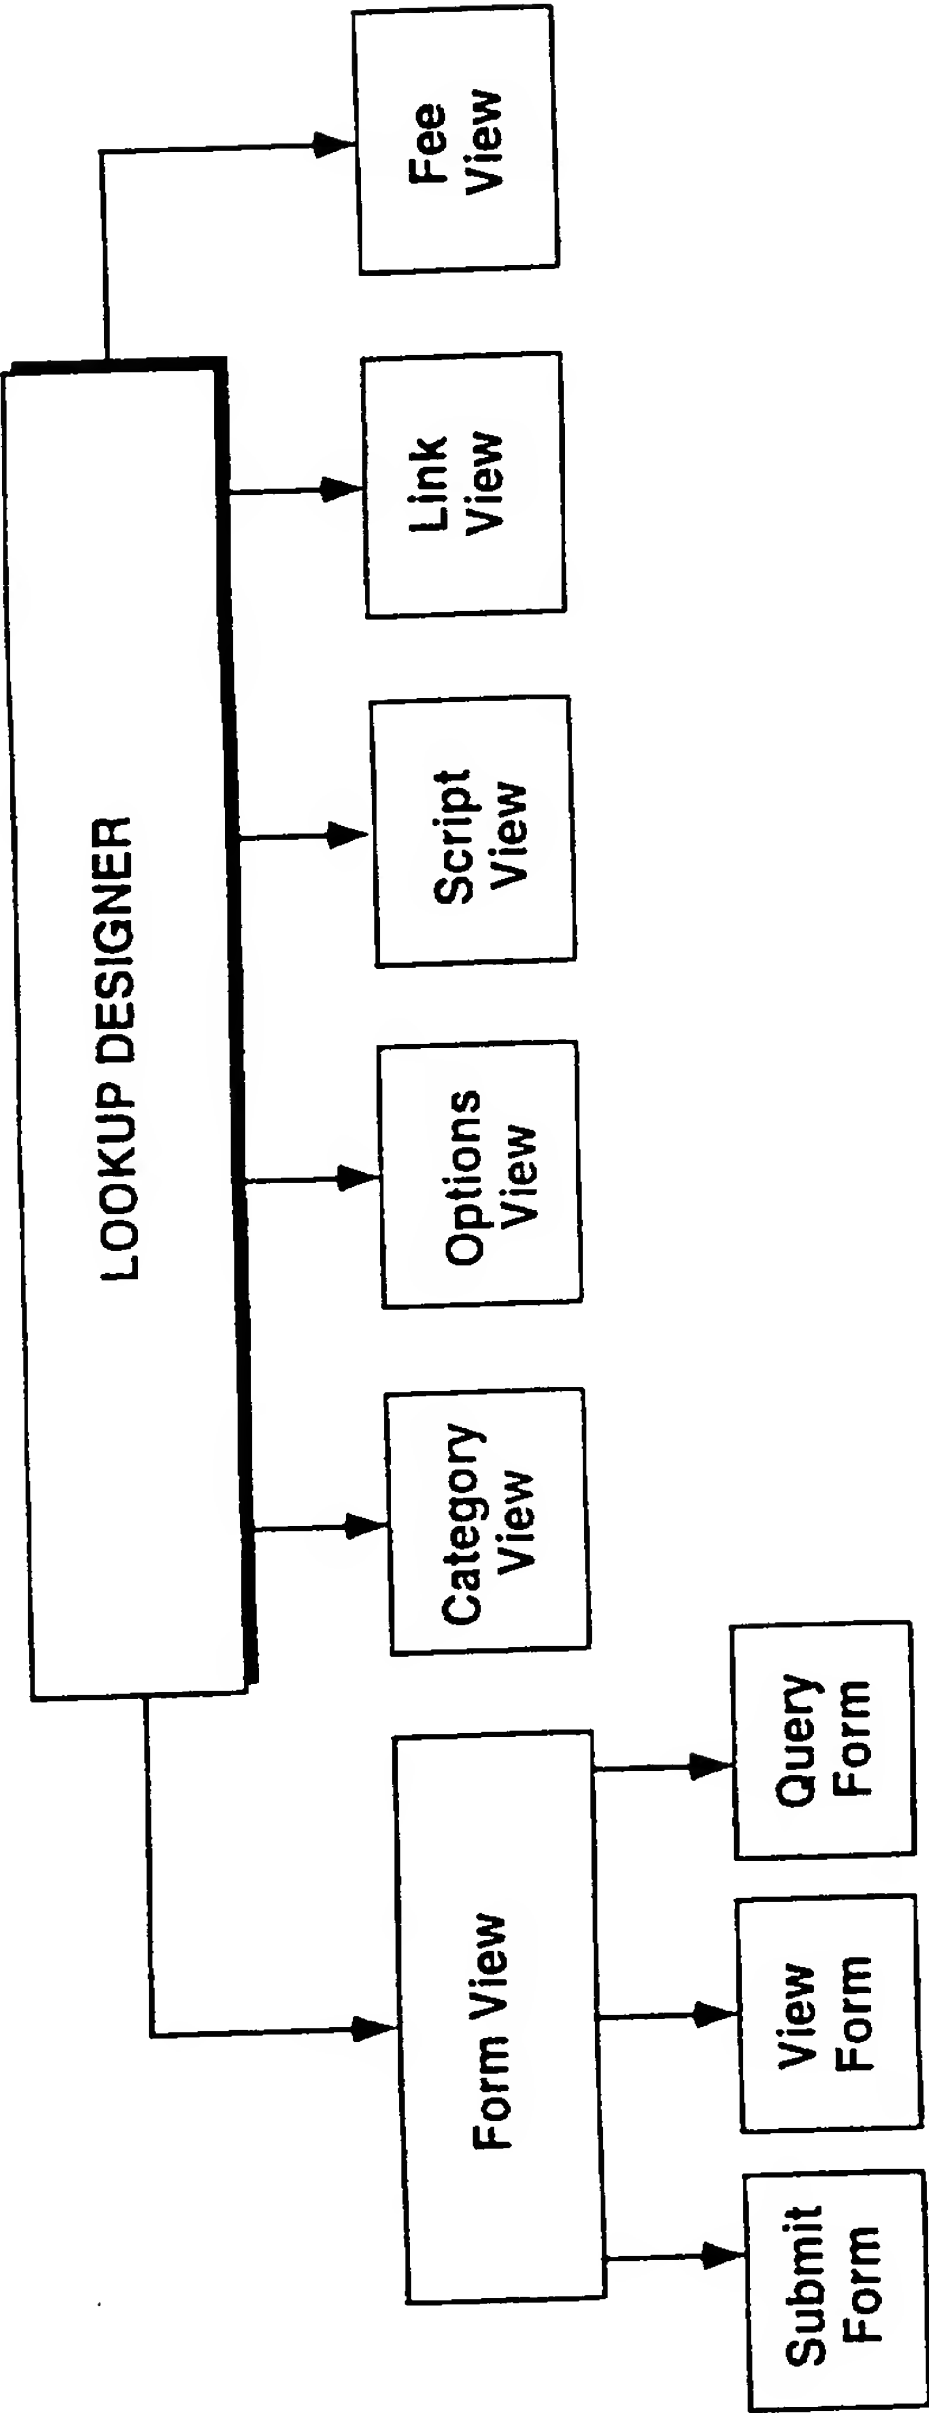 LOOKUP DESIGNER
Form View
Category
View
Options
View
Script
View
Link
View
Fee
View
Submit
Form
View
Form
Query
Form